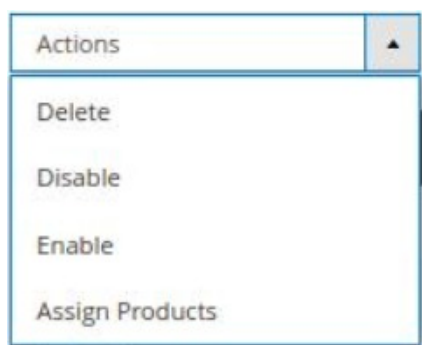 Actions
Delete
Disable
Enable
Assign Products